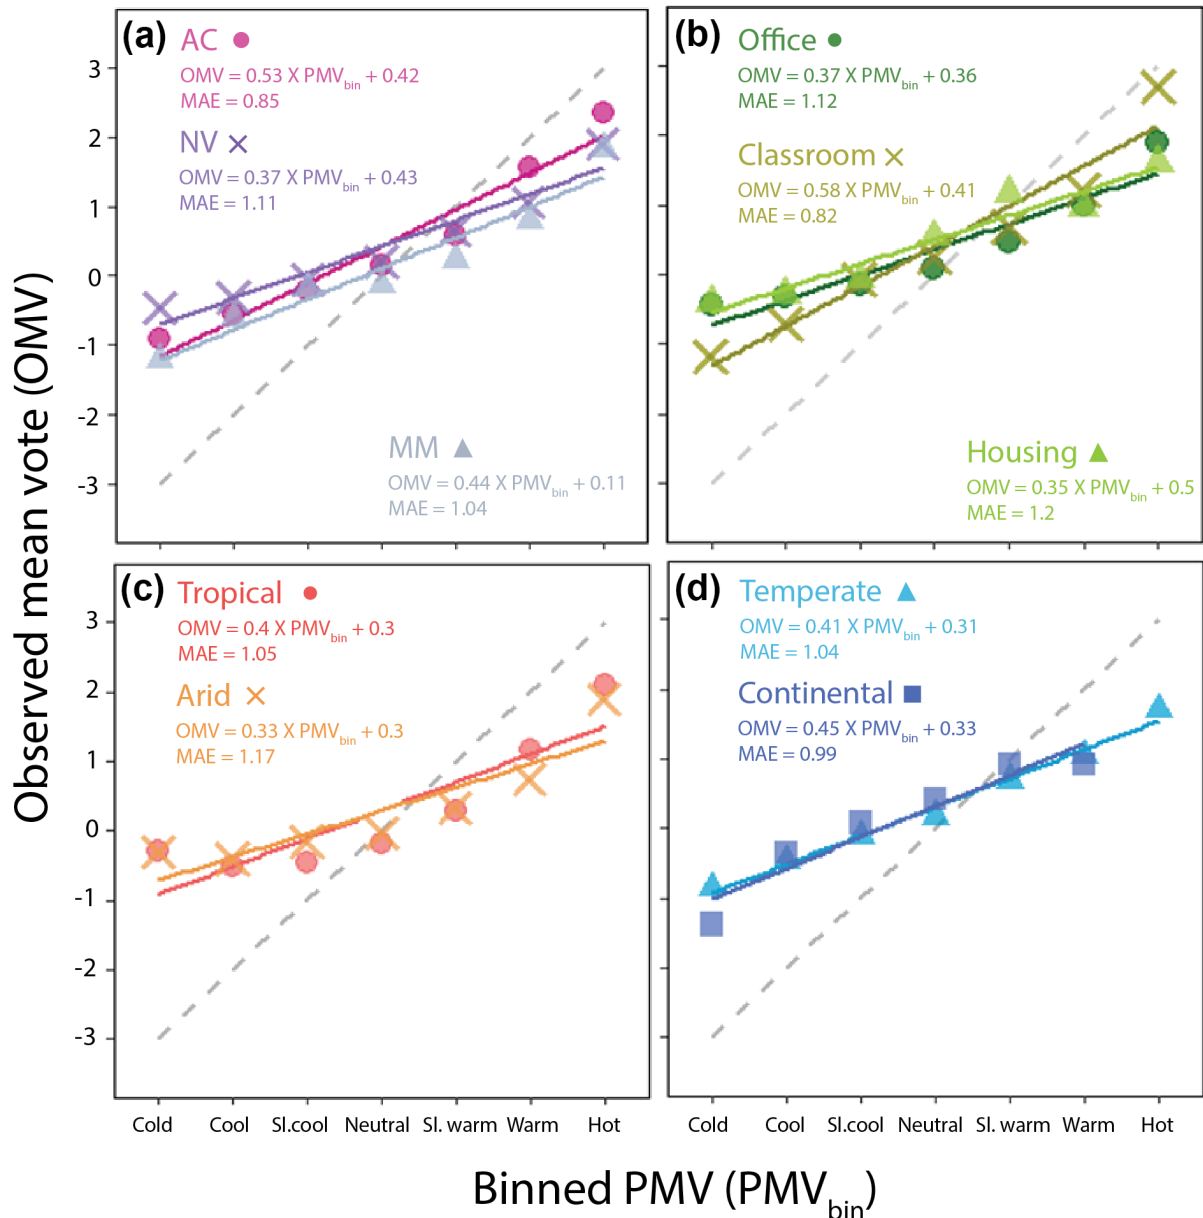 Observed mean vote (OMV)
(a)
AC
OMV = 0.53 X PMVbin + 0.42
MAE = 0.85
NV
OMV = 0.37 X PMVbin + 0.43
MAE = 1.11
MM
OMV = 0.44 X PMVbin + 0.11
MAE = 1.04
3
2
1
0
-1
-2
-3
(b)
Office
OMV = 0.37 X PMVbin + 0.36
MAE = 1.12
Classroom
OMV = 0.58 X PMVbin + 0.41
MAE = 0.82
Housing
OMV = 0.35 X PMVbin + 0.5
MAE = 1.2
(c)
Tropical
OMV = 0.4 X PMVbin + 0.3
MAE = 1.05
Arid
OMV = 0.33 X PMVbin + 0.3
MAE = 1.17
3
2
1
0
-1
-2
-3
Cold Cool Sl.cool Neutral Sl. warm Warm Hot
(d)
Temperate
OMV = 0.41 X PMVbin + 0.31
MAE = 1.04
Continental
OMV = 0.45 X PMVbin + 0.33
MAE = 0.99
Cold Cool Sl.cool Neutral Sl. warm Warm Hot
Binned PMV (PMVbin)